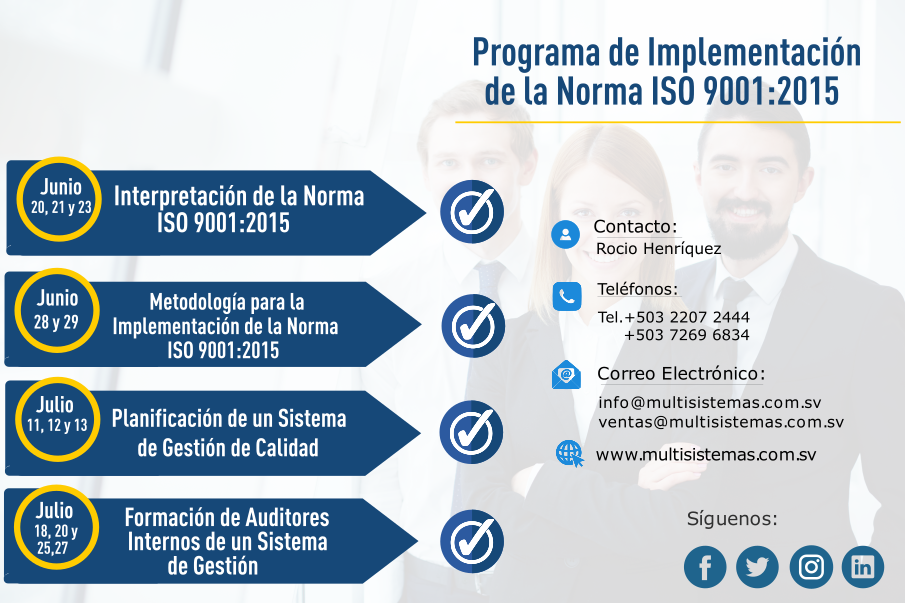 Programa de Implementación
de la Norma ISO 9001:2015
Junio
20, 21 y 23
Interpretación de la Norma
ISO 9001:2015
Junio
28 y 29
Metodología para la
Implementación de la Norma
ISO 9001:2015
Julio
11, 12 y 13
Planificación de un Sistema
de Gestión de Calidad
Julio
18, 20 y
25,27
Formación de Auditores
Internos de un Sistema
de Gestión
Contacto:
Rocio Henríquez
Teléfonos:
Tel.+503 2207 2444
+503 7269 6834
Correo Electrónico:
info@multisistemas.com.sv
ventas@multisistemas.com.sv
www.multisistemas.com.sv
Síguenos: